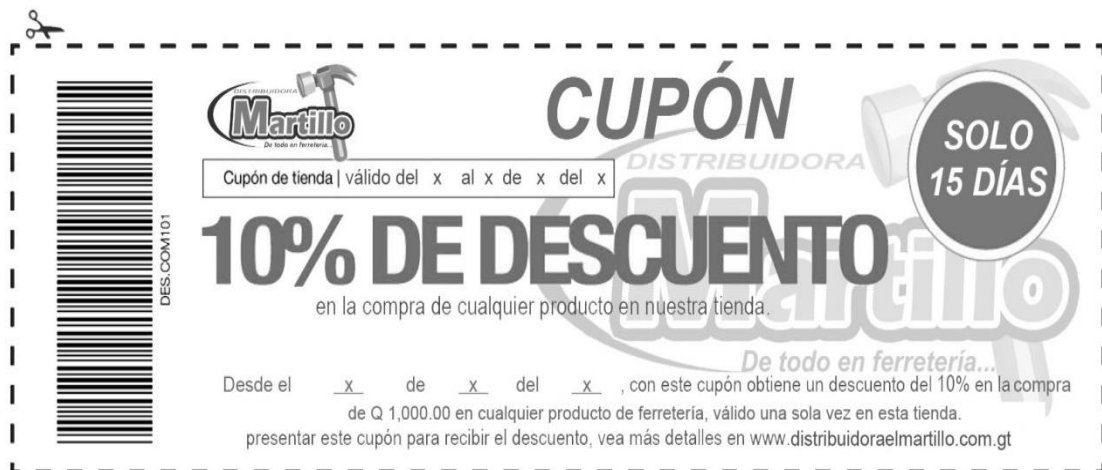 DISTRIBUIDORA
Martillo
De todo en ferretería...
CUPÓN
SOLO
15 DÍAS
Cupón de tienda | válido del x al x de x del x
DISTRIBUIDORA
Martillo
De todo en ferretería...
DES.COM101
10% DE DESCUENTO
en la compra de cualquier producto en nuestra tienda.
Desde el x de x del x , con este cupón obtiene un descuento del 10% en la compra
de Q 1,000.00 en cualquier producto de ferretería, válido una sola vez en esta tienda.
presentar este cupón para recibir el descuento, vea más detalles en www.distribuidoraelmartillo.com.gt